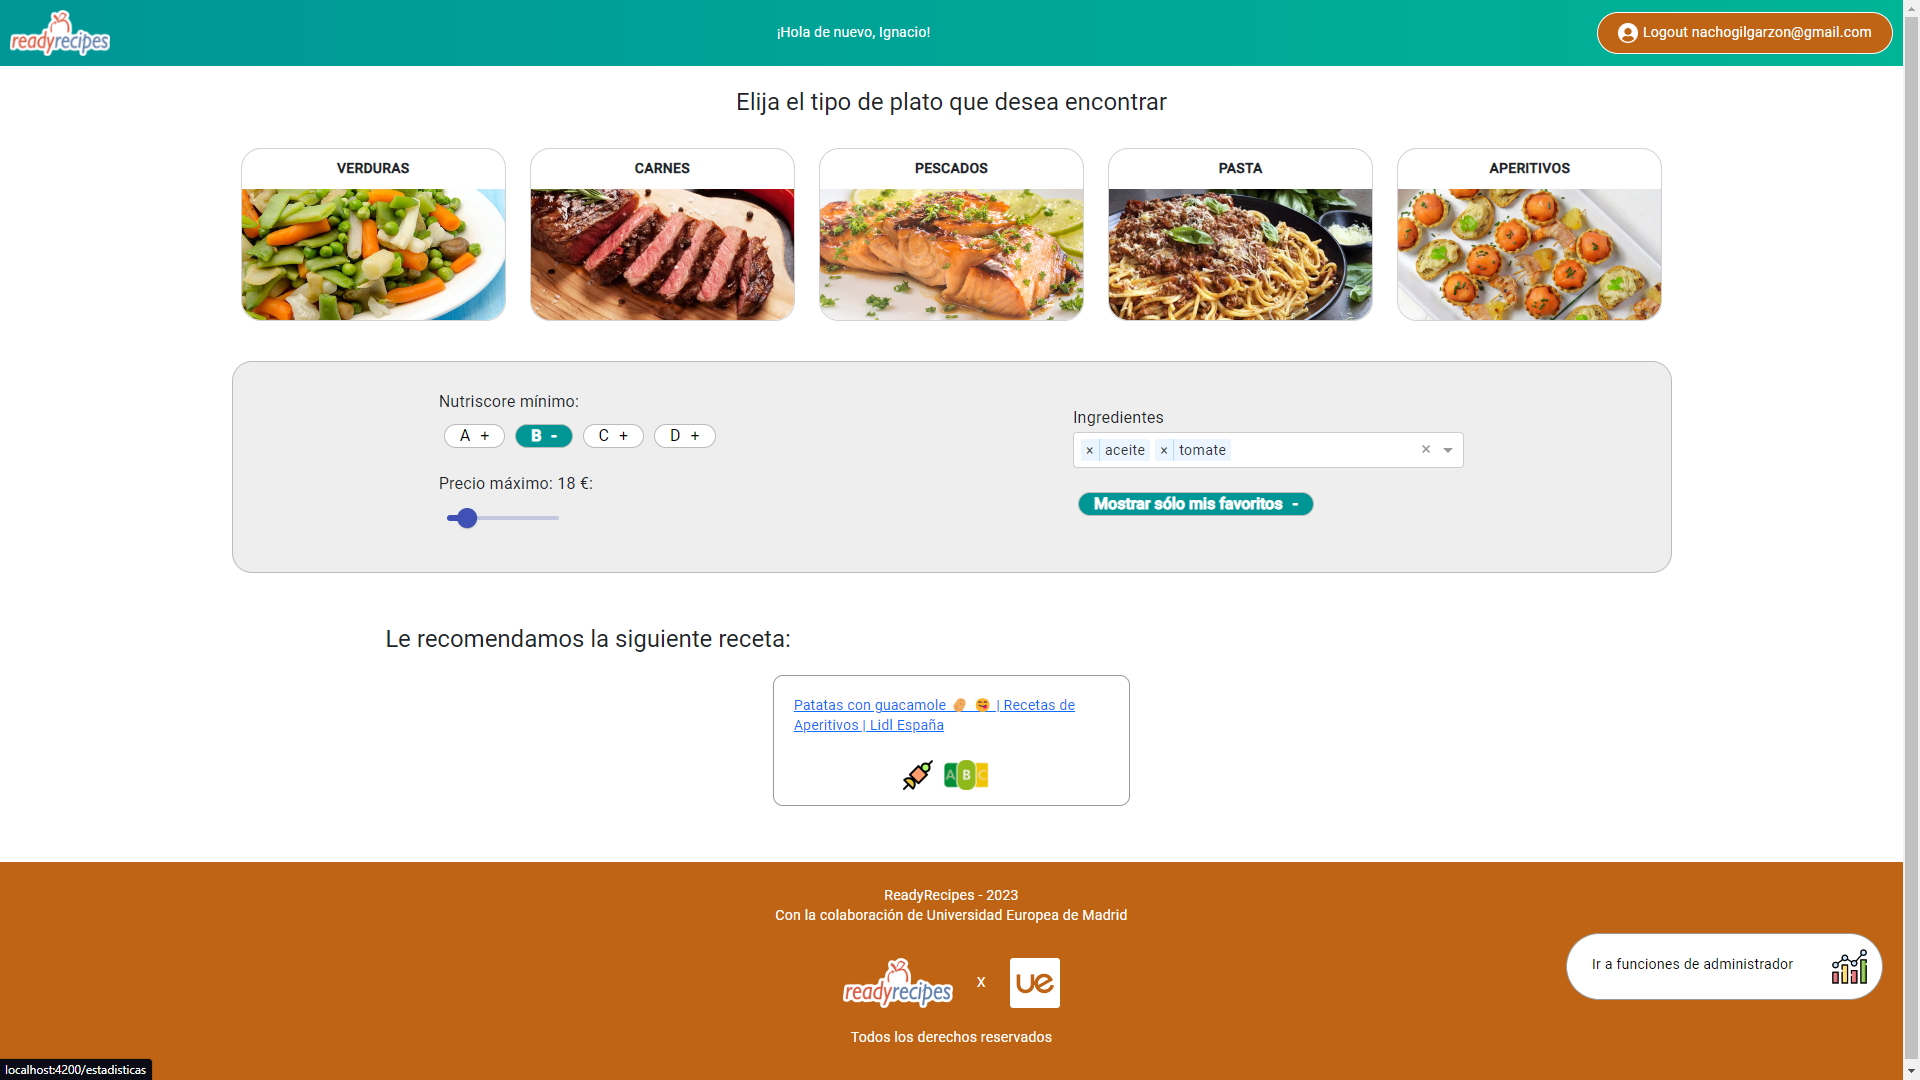 readyrecipes
¡Hola de nuevo, Ignacio!
Logout nachogilgarzon@gmail.com
Elija el tipo de plato que desea encontrar
VERDURAS
CARNES
PESCADOS
PASTA
APERITIVOS
Nutriscore mínimo:
A +
B -
C +
D +
Precio máximo: 18 €:
Ingredientes
× aceite × tomate ×
Mostrar sólo mis favoritos -
Le recomendamos la siguiente receta:
Patatas con guacamole 🥔 😋 | Recetas de
Aperitivos | Lidl España
A B C
ReadyRecipes - 2023
Con la colaboración de Universidad Europea de Madrid
readyrecipes
x
ue
Ir a funciones de administrador
Todos los derechos reservados
localhost:4200/estadisticas